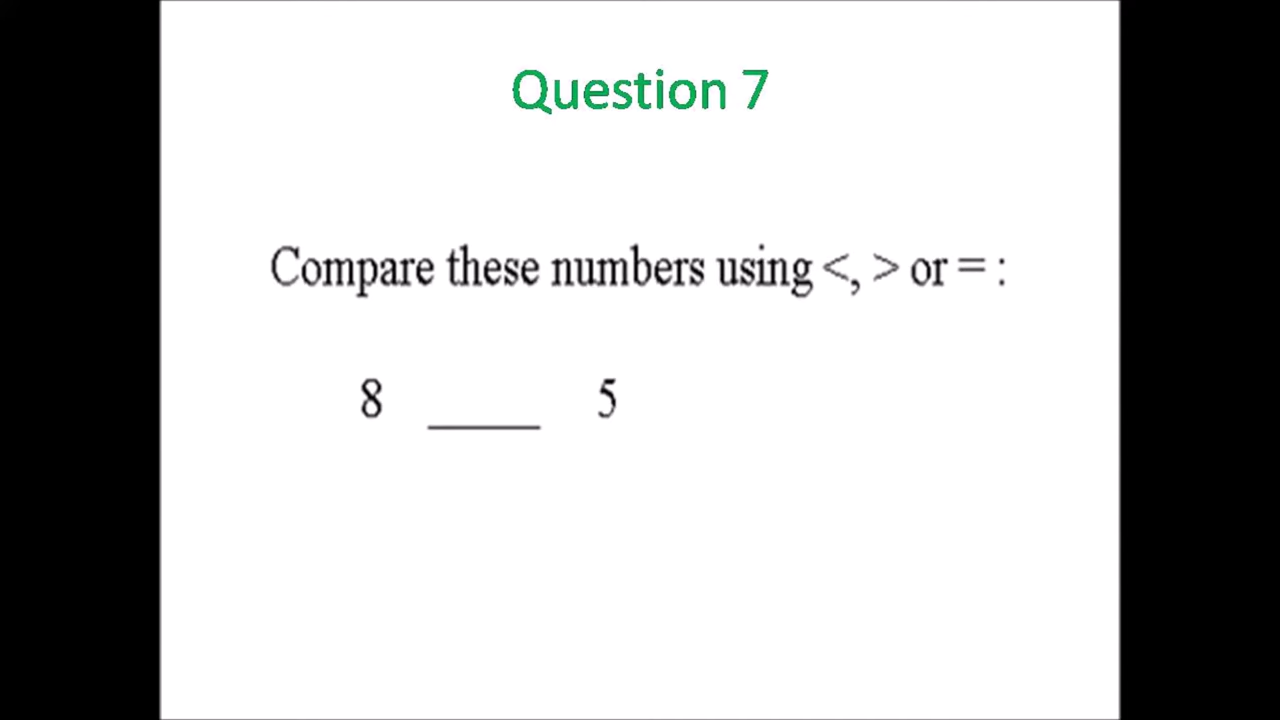 Question 7
Compare these numbers using <, > or = :
8 _____ 5